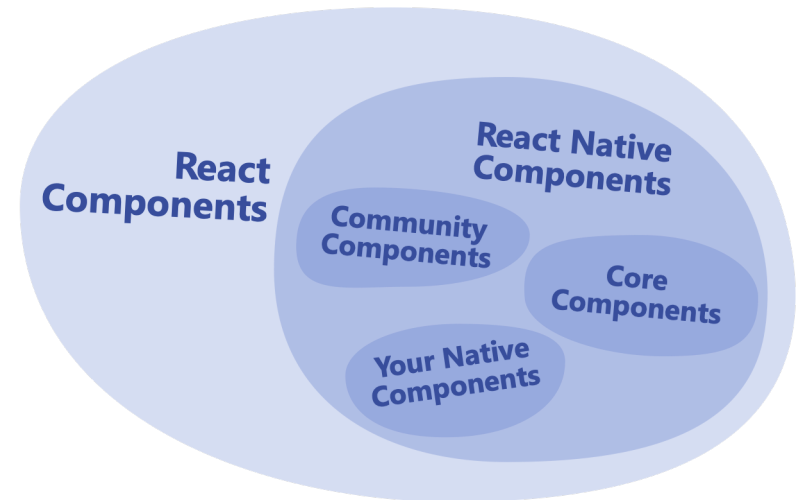 React
Components
React Native
Components
Community
Components
Core
Components
Your Native
Components